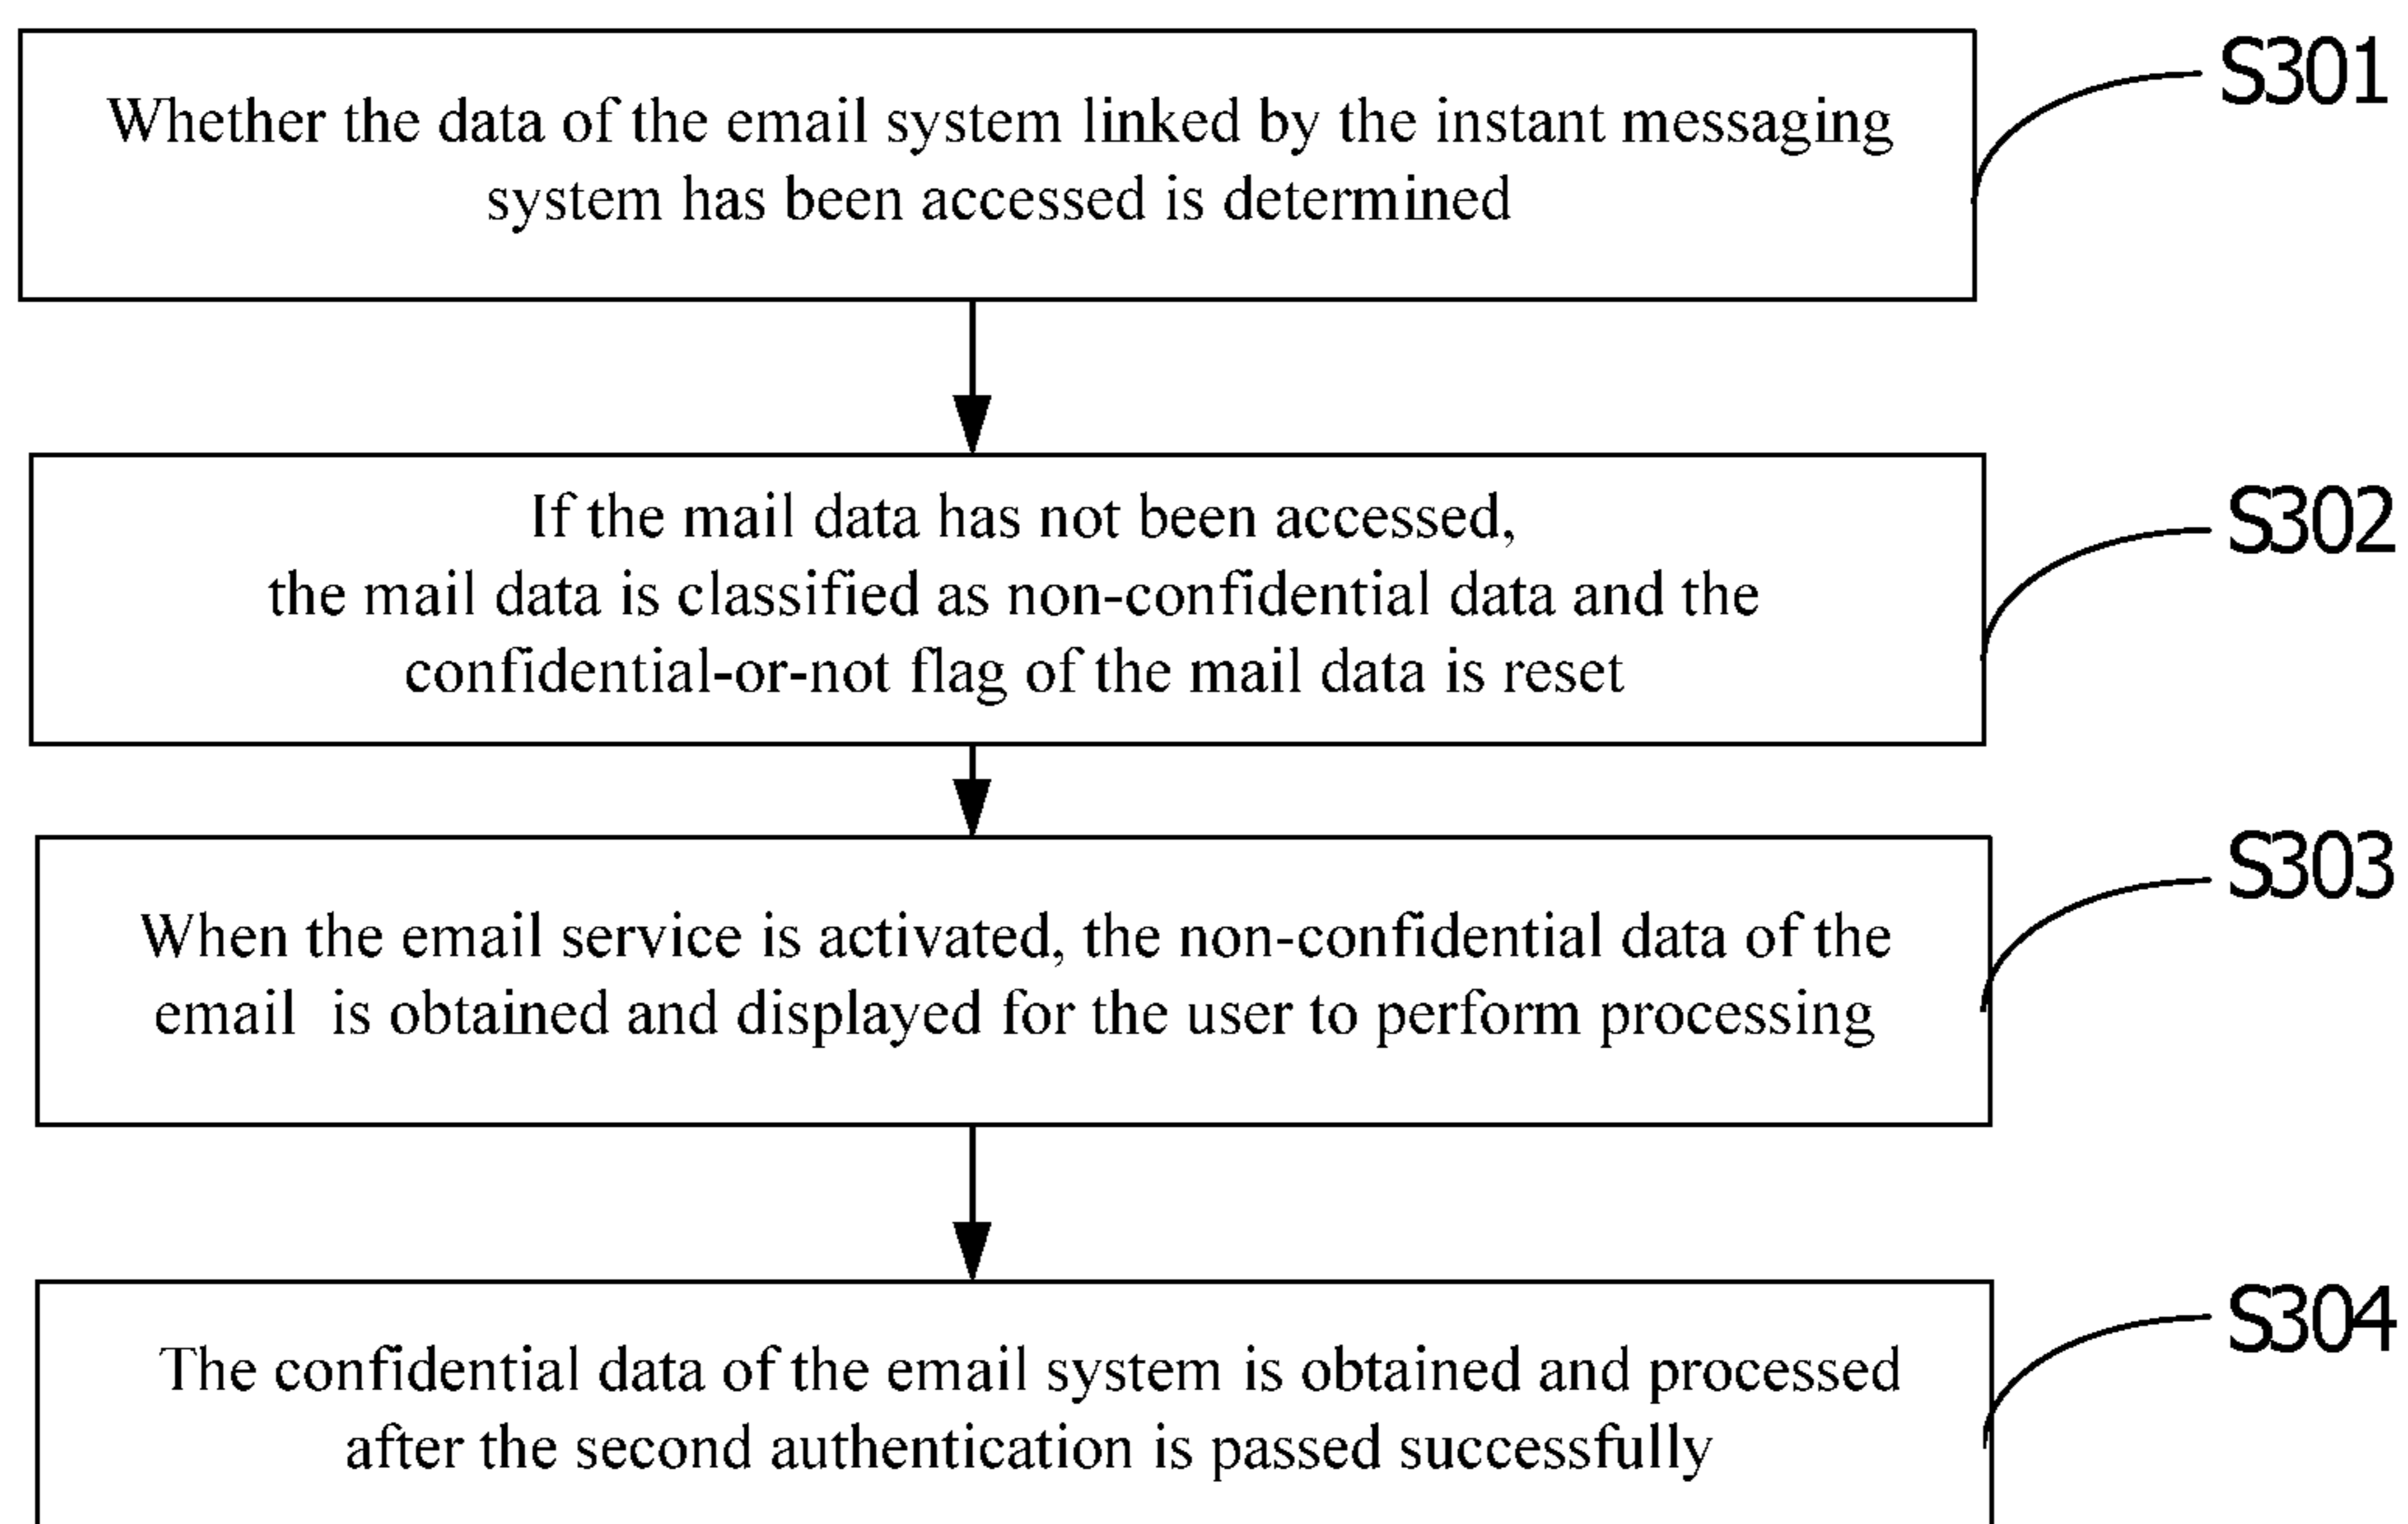 Whether the data of the email system linked by the instant messaging
system has been accessed is determined
S301
If the mail data has not been accessed,
the mail data is classified as non-confidential data and the
confidential-or-not flag of the mail data is reset
S302
When the email service is activated, the non-confidential data of the
email is obtained and displayed for the user to perform processing
S303
The confidential data of the email system is obtained and processed
after the second authentication is passed successfully
S304